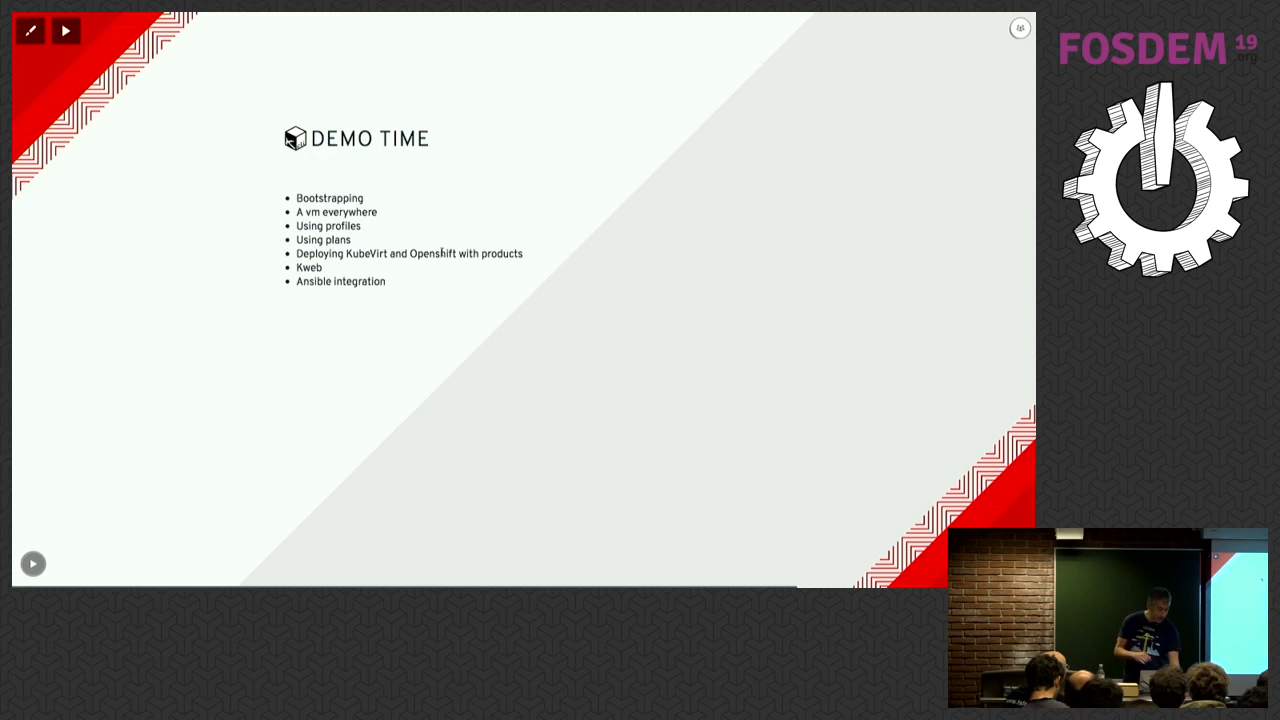 FOSDEM 19
.org
DEMO TIME
Bootstrapping
A vm everywhere
Using profiles
Using plans
Deploying KubeVirt and Openshift with products
Kweb
Ansible integration